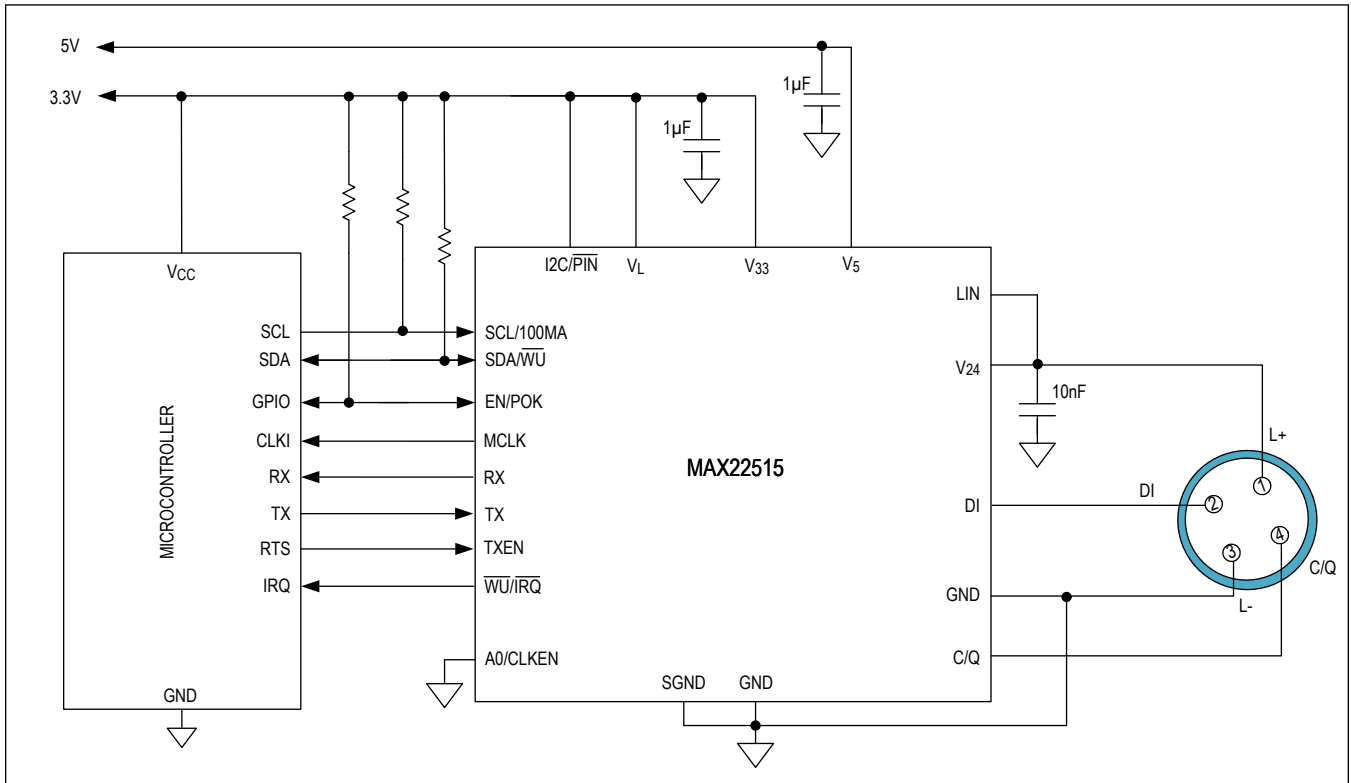 5V
3.3V
1µF
1µF
VCC
I2C/PIN
VL
V33
V5
MICROCONTROLLER
SCL
SDA
GPIO
CLKI
RX
TX
RTS
IRQ
GND
SCL/100MA
SDA/WU
EN/POK
MCLK
RX
TX
TXEN
WU/IRQ
A0/CLKEN
MAX22515
SGND
GND
LIN
V24
DI
GND
C/Q
10nF
L+
DI
1
2
3
4
C/Q
L-